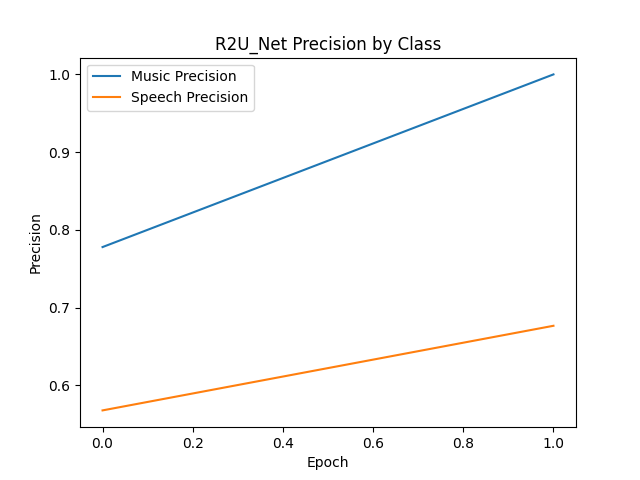 R2U_Net Precision by Class
Music Precision
Speech Precision
Precision
1.0
0.9
0.8
0.7
0.6
0.0 0.2 0.4 0.6 0.8 1.0
Epoch